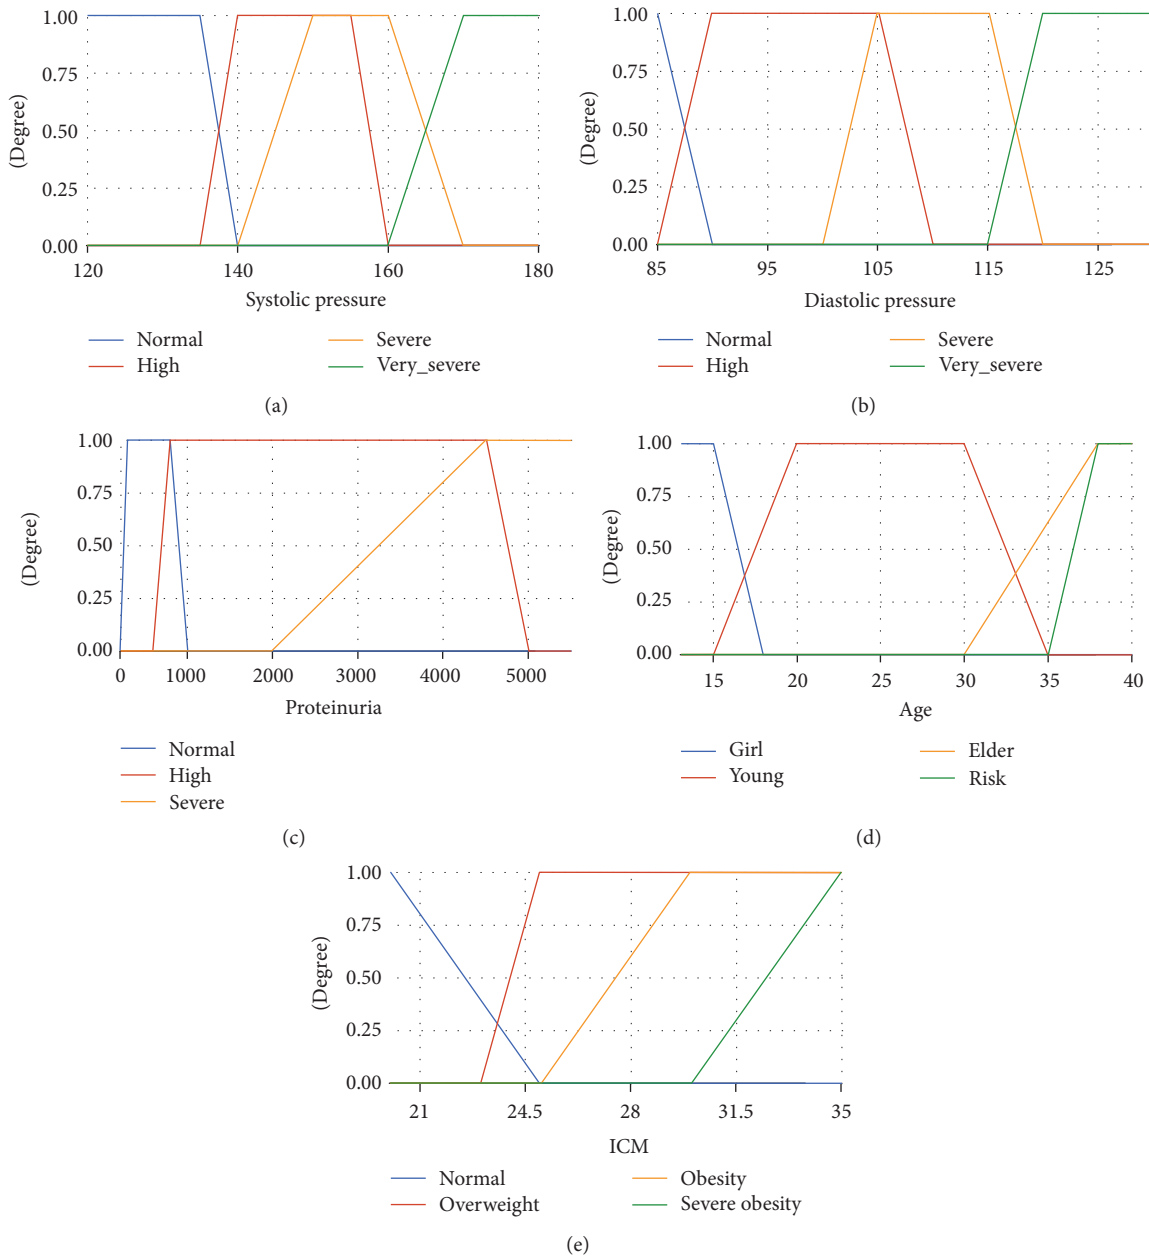 1.00
0.75
0.50
0.25
0.00
(Degree)
120 140 160 180
Systolic pressure
Normal Severe
High Very_severe
(a)
1.00
0.75
0.50
0.25
0.00
(Degree)
85 95 105 115 125
Diastolic pressure
Normal Severe
High Very_severe
(b)
1.00
0.75
0.50
0.25
0.00
(Degree)
0 1000 2000 3000 4000 5000
Proteinuria
Normal
High
Severe
(c)
1.00
0.75
0.50
0.25
0.00
(Degree)
15 20 25 30 35 40
Age
Girl Elder
Young Risk
(d)
1.00
0.75
0.50
0.25
0.00
(Degree)
21 24.5 28 31.5 35
ICM
Normal Obesity
Overweight Severe obesity
(e)